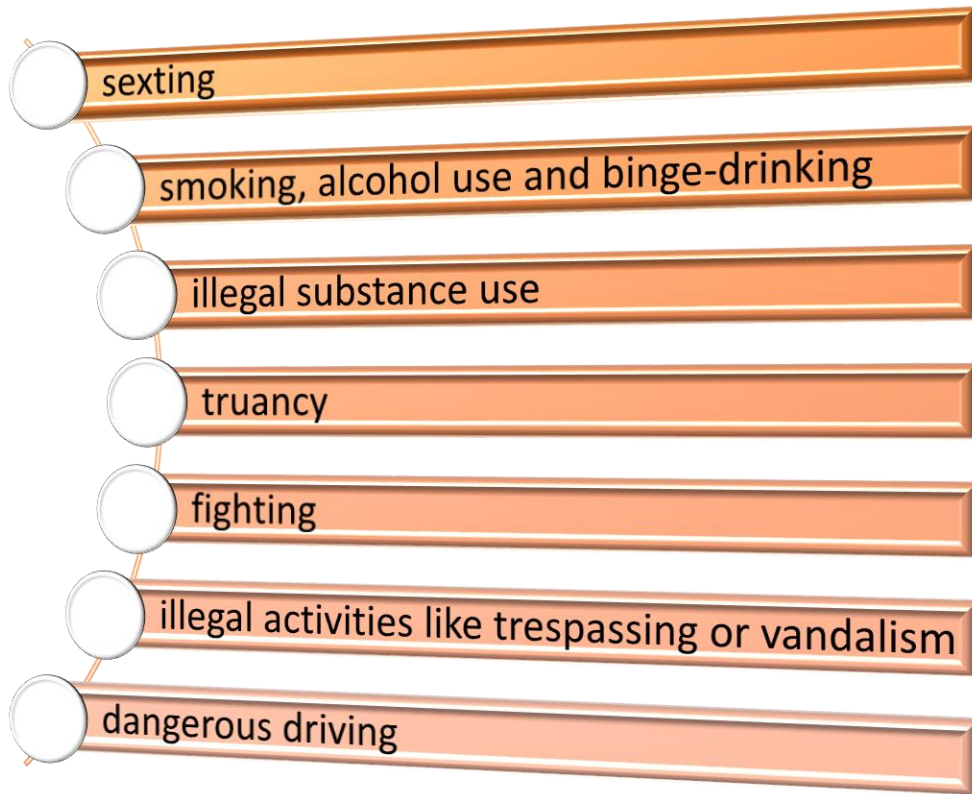 sexting
smoking, alcohol use and binge-drinking
illegal substance use
truancy
fighting
illegal activities like trespassing or vandalism
dangerous driving